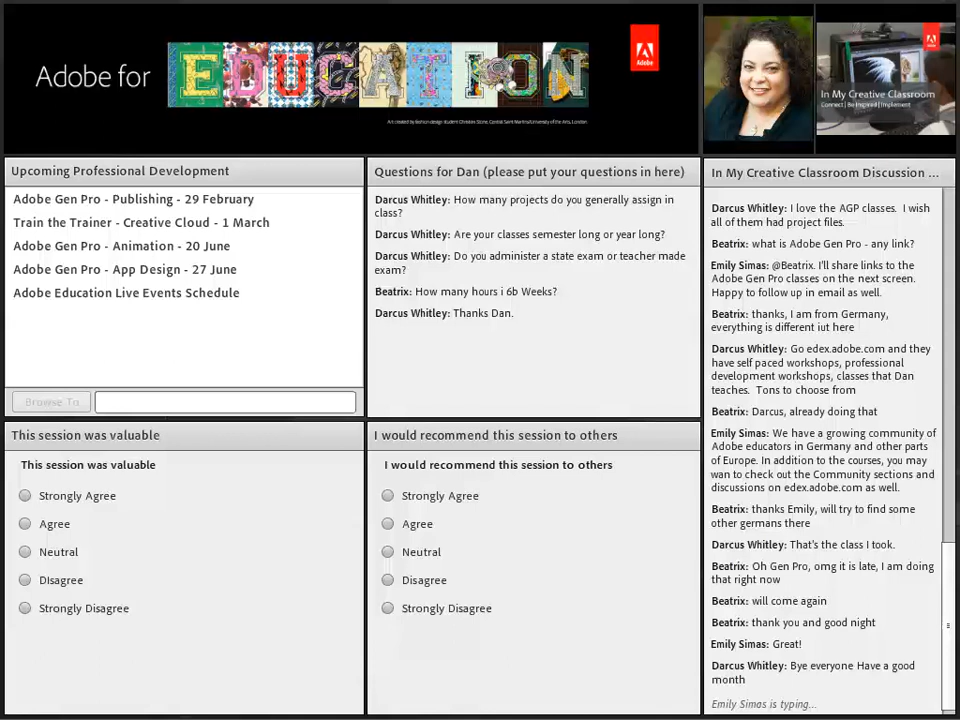 Adobe for EDUCATION
Adobe
Art created by fashion design student Christina Stone, Central Saint Martins/University of the Arts, London
In My Creative Classroom
Connect | Be Inspired | Implement
Upcoming Professional Development
Adobe Gen Pro - Publishing - 29 February
Train the Trainer - Creative Cloud - 1 March
Adobe Gen Pro - Animation - 20 June
Adobe Gen Pro - App Design - 27 June
Adobe Education Live Events Schedule
Browse To
Questions for Dan (please put your questions in here)
Darcus Whitley: How many projects do you generally assign in
class?
Darcus Whitley: Are your classes semester long or year long?
Darcus Whitley: Do you administer a state exam or teacher made
exam?
Beatrix: How many hours i 6b Weeks?
Darcus Whitley: Thanks Dan.
This session was valuable
This session was valuable
Strongly Agree
Agree
Neutral
DIsagree
Strongly Disagree
I would recommend this session to others
I would recommend this session to others
Strongly Agree
Agree
Neutral
Disagree
Strongly Disagree
In My Creative Classroom Discussion ...
Darcus Whitley: I love the AGP classes. I wish
all of them had project files.
Beatrix: what is Adobe Gen Pro - any link?
Emily Simas: @Beatrix. I'll share links to the
Adobe Gen Pro classes on the next screen.
Happy to follow up in email as well.
Beatrix: thanks, I am from Germany,
everything is different iut here
Darcus Whitley: Go edex.adobe.com and they
have self paced workshops, professional
development workshops, classes that Dan
teaches. Tons to choose from
Beatrix: Darcus, already doing that
Emily Simas: We have a growing community of
Adobe educators in Germany and other parts
of Europe. In addition to the courses, you may
wan to check out the Community sections and
discussions on edex.adobe.com as well.
Beatrix: thanks Emily, will try to find some
other germans there
Darcus Whitley: That's the class I took.
Beatrix: Oh Gen Pro, omg it is late, I am doing
that right now
Beatrix: will come again
Beatrix: thank you and good night
Emily Simas: Great!
Darcus Whitley: Bye everyone Have a good
month
Emily Simas is typing...